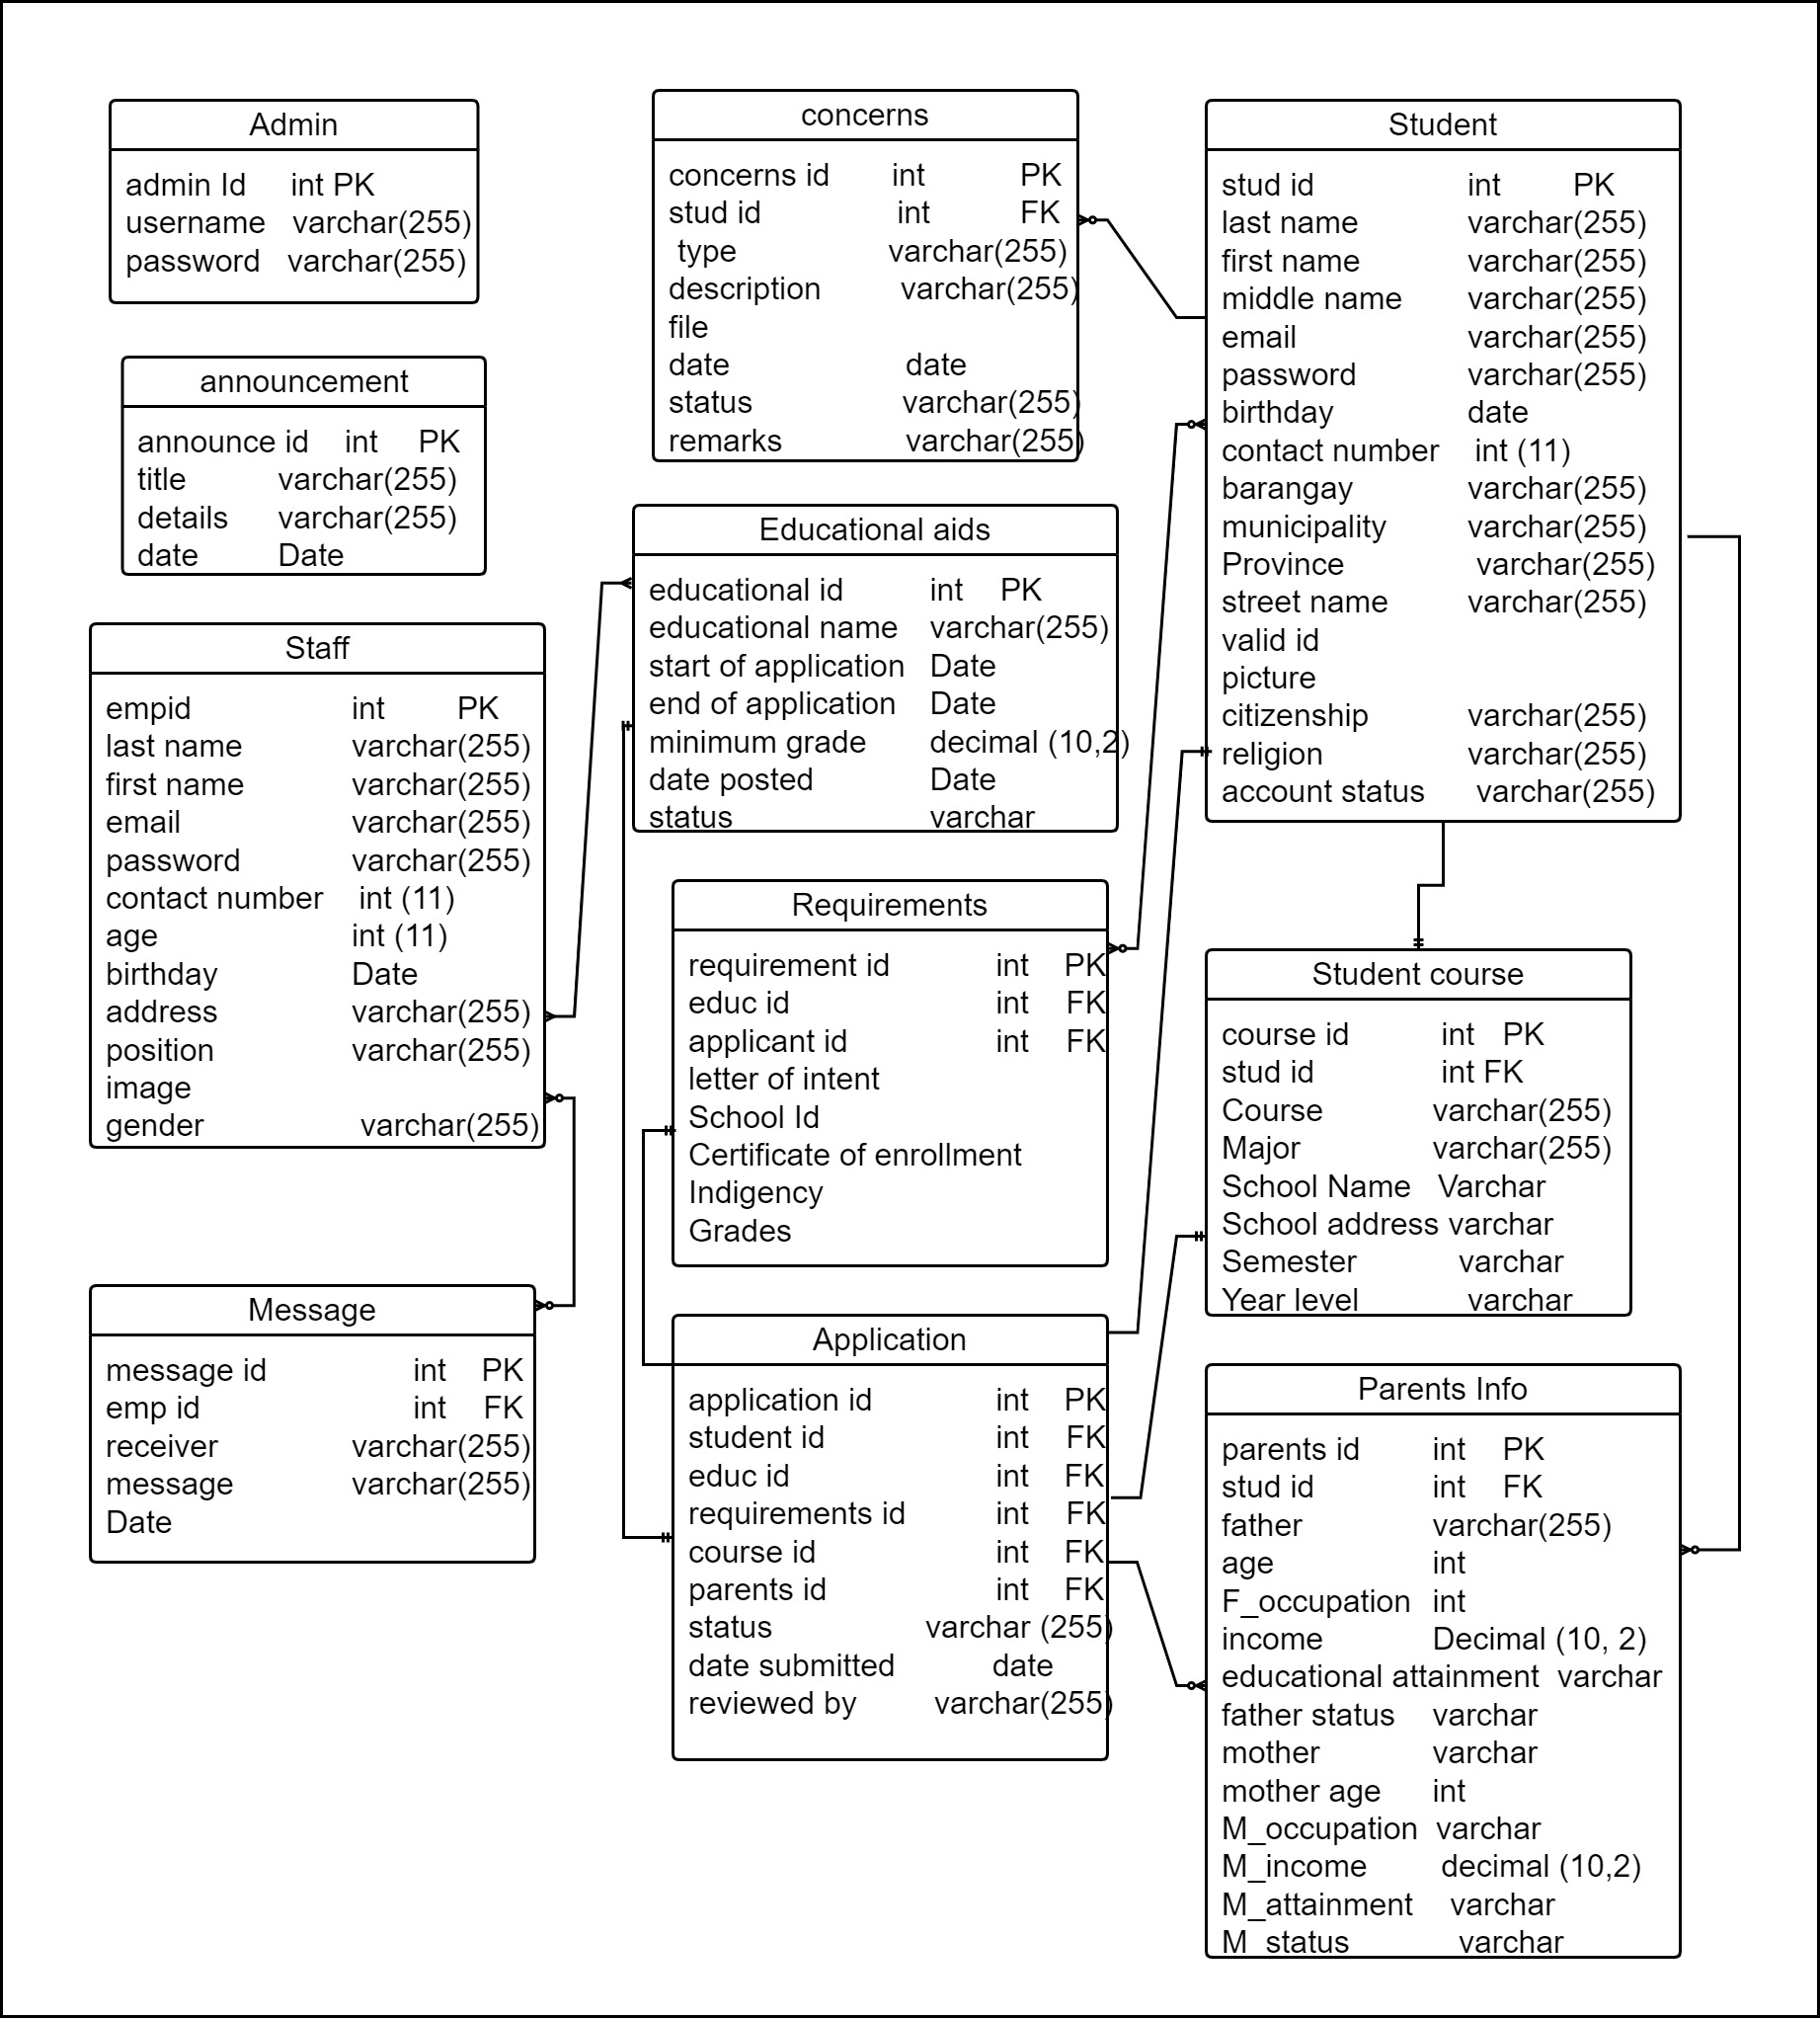 Admin
admin Id int PK
username varchar(255)
password varchar(255)
announcement
announce id int PK
title varchar(255)
details varchar(255)
date Date
Staff
empid int PK
last name varchar(255)
first name varchar(255)
email varchar(255)
password varchar(255)
contact number int (11)
age int (11)
birthday Date
address varchar(255)
position varchar(255)
image
gender varchar(255)
Message
message id int PK
emp id int FK
receiver varchar(255)
message varchar(255)
Date
concerns
concerns id int PK
stud id int FK
type varchar(255)
description varchar(255)
file
date date
status varchar(255)
remarks varchar(255)
Educational aids
educational id int PK
educational name varchar(255)
start of application Date
end of application Date
minimum grade decimal (10,2)
date posted Date
status varchar
Requirements
requirement id int PK
educ id int FK
applicant id int FK
letter of intent
School Id
Certificate of enrollment
Indigency
Grades
Application
application id int PK
student id int FK
educ id int FK
requirements id int FK
course id int FK
parents id int FK
status varchar (255)
date submitted date
reviewed by varchar(255)
Student
stud id int PK
last name varchar(255)
first name varchar(255)
middle name varchar(255)
email varchar(255)
password varchar(255)
birthday date
contact number int (11)
barangay varchar(255)
municipality varchar(255)
Province varchar(255)
street name varchar(255)
valid id
picture
citizenship varchar(255)
religion varchar(255)
account status varchar(255)
Student course
course id int PK
stud id int FK
Course varchar(255)
Major varchar(255)
School Name Varchar
School address varchar
Semester varchar
Year level varchar
Parents Info
parents id int PK
stud id int FK
father varchar(255)
age int
F_occupation int
income Decimal (10, 2)
educational attainment varchar
father status varchar
mother varchar
mother age int
M_occupation varchar
M_income decimal (10,2)
M_attainment varchar
M_status varchar